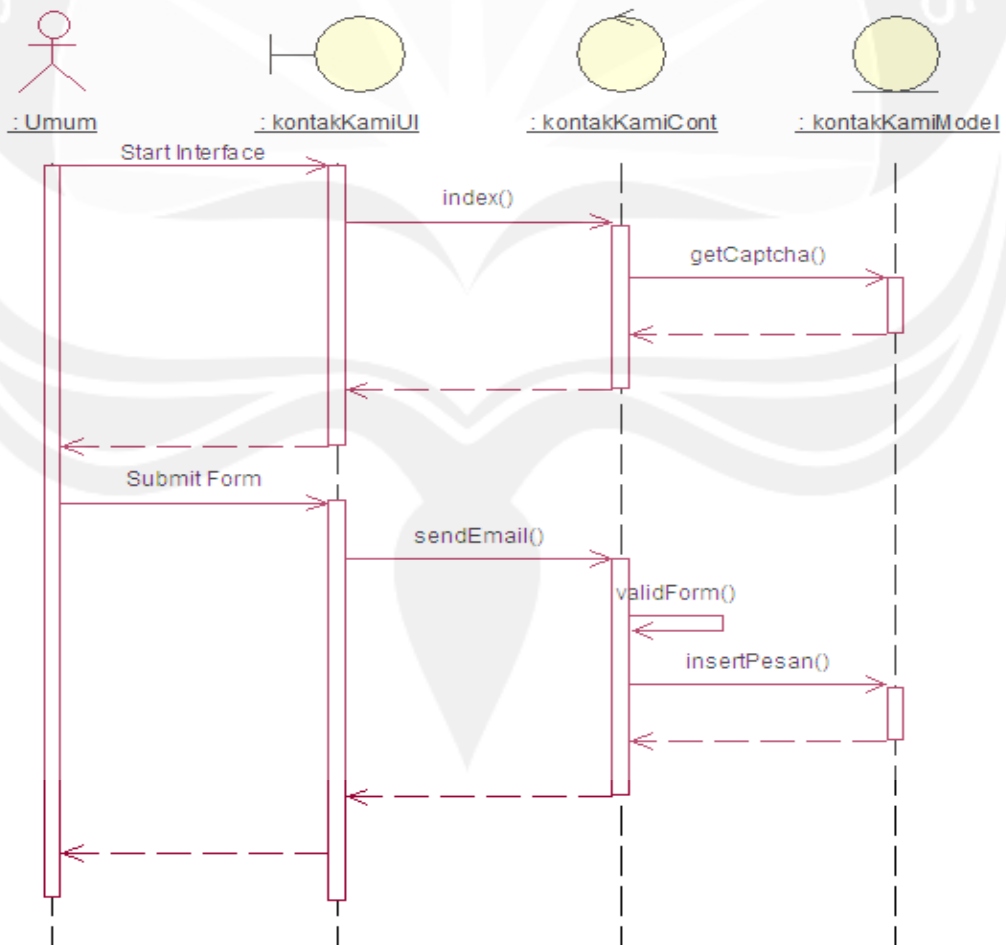 : Umum
: kontakKamiUI
: kontakKamiCont
: kontakKamiModel
Start Interface
index()
getCaptcha()
Submit Form
sendEmail()
validForm()
insertPesan()